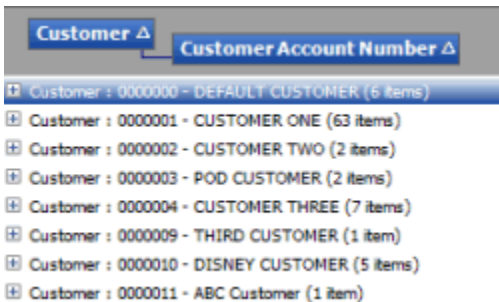 Customer △
Customer Account Number △
Customer : 0000000 - DEFAULT CUSTOMER (6 items)
Customer : 0000001 - CUSTOMER ONE (63 items)
Customer : 0000002 - CUSTOMER TWO (2 items)
Customer : 0000003 - POD CUSTOMER (2 items)
Customer : 0000004 - CUSTOMER THREE (7 items)
Customer : 0000009 - THIRD CUSTOMER (1 item)
Customer : 0000010 - DISNEY CUSTOMER (5 items)
Customer : 0000011 - ABC Customer (1 item)